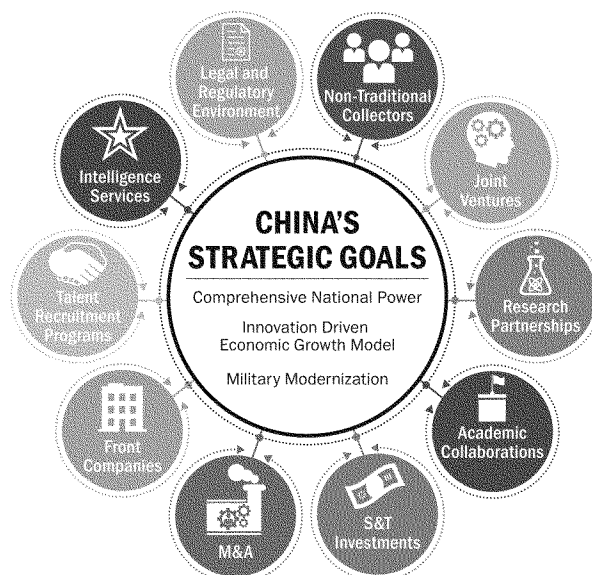 CHINA'S
STRATEGIC GOALS
Comprehensive National Power
Innovation Driven
Economic Growth Model
Military Modernization
Legal and
Regulatory
Environment
Non-Traditional
Collectors
Joint
Ventures
Research
Partnerships
Academic
Collaborations
S&T
Investments
M&A
Front
Companies
Talent
Recruitment
Programs
Intelligence
Services